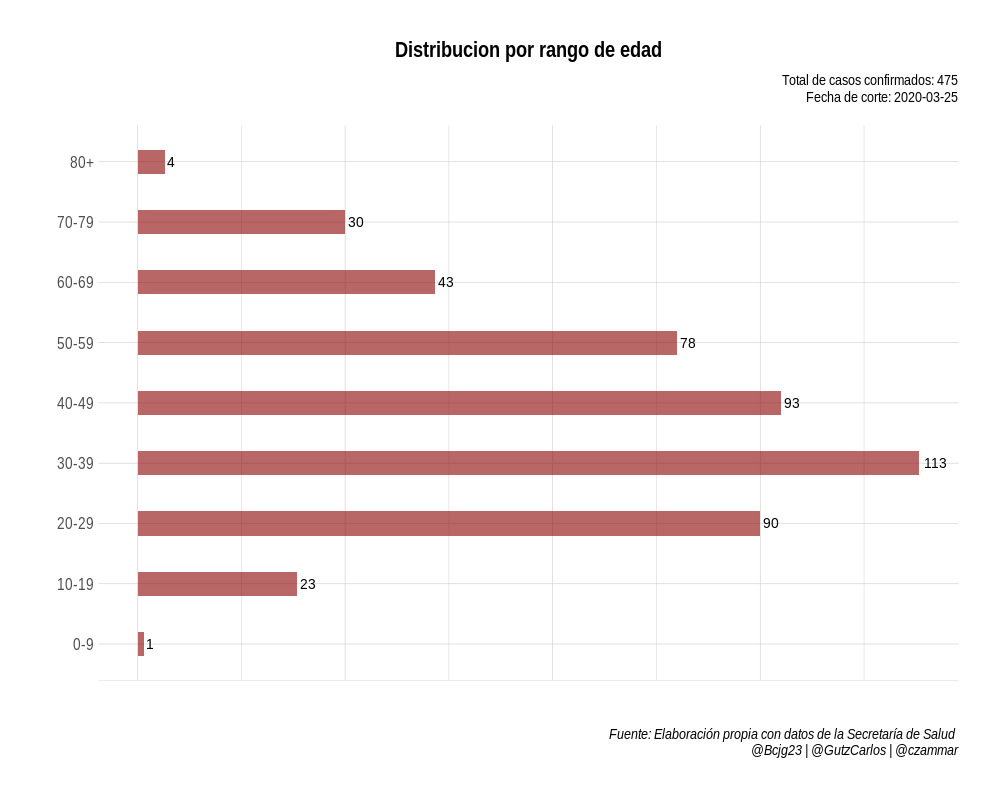 Distribucion por rango de edad
Total de casos confirmados: 475
Fecha de corte: 2020-03-25
80+ 4
70-79 30
60-69 43
50-59 78
40-49 93
30-39 113
20-29 90
10-19 23
0-9 1
Fuente: Elaboración propia con datos de la Secretaría de Salud
@Bcjg23 | @GutzCarlos | @czammar